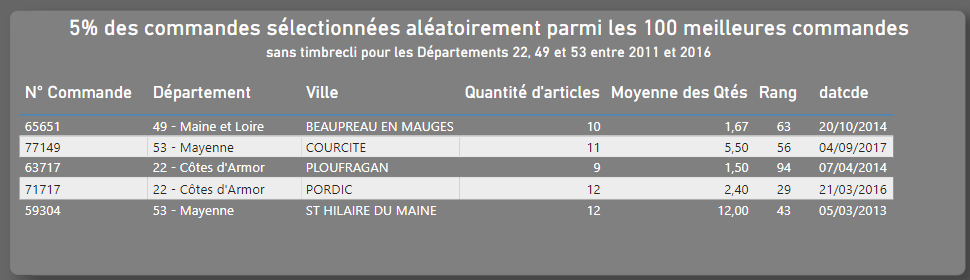 5% des commandes sélectionnées aléatoirement parmi les 100 meilleures commandes
sans timbrecli pour les Départements 22, 49 et 53 entre 2011 et 2016
N° Commande Département Ville Quantité d'articles Moyenne des Qtés Rang datcde
65651 49 - Maine et Loire BEAUPREAU EN MAUGES 10 1,67 63 20/10/2014
77149 53 - Mayenne COURCITE 11 5,50 56 04/09/2017
63717 22 - Côtes d'Armor PLOUFRAGAN 9 1,50 94 07/04/2014
71717 22 - Côtes d'Armor PORDIC 12 2,40 29 21/03/2016
59304 53 - Mayenne ST HILAIRE DU MAINE 12 12,00 43 05/03/2013